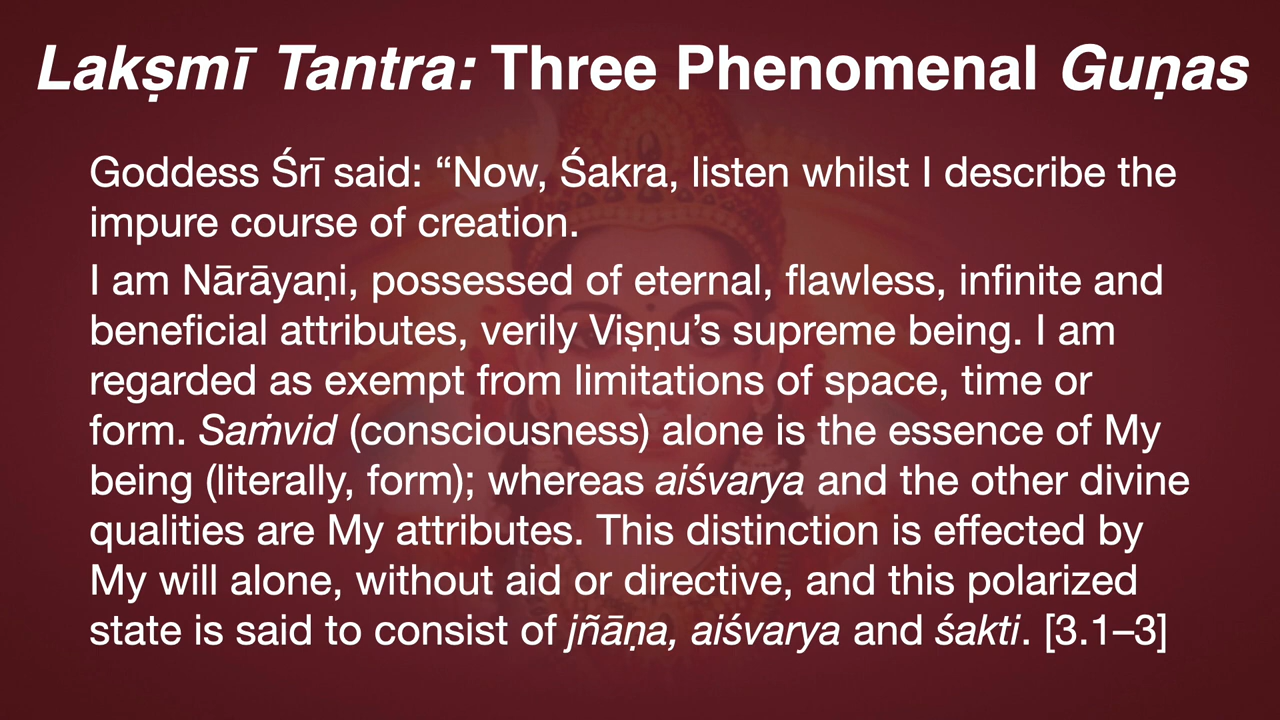 Lakṣmī Tantra: Three Phenomenal Guṇas
Goddess Śrī said: “Now, Śakra, listen whilst I describe the
impure course of creation.
I am Nārāyaṇi, possessed of eternal, flawless, infinite and
beneficial attributes, verily Viṣṇu’s supreme being. I am
regarded as exempt from limitations of space, time or
form. Saṁvid (consciousness) alone is the essence of My
being (literally, form); whereas aiśvarya and the other divine
qualities are My attributes. This distinction is effected by
My will alone, without aid or directive, and this polarized
state is said to consist of jñāṇa, aiśvarya and śakti. [3.1–3]